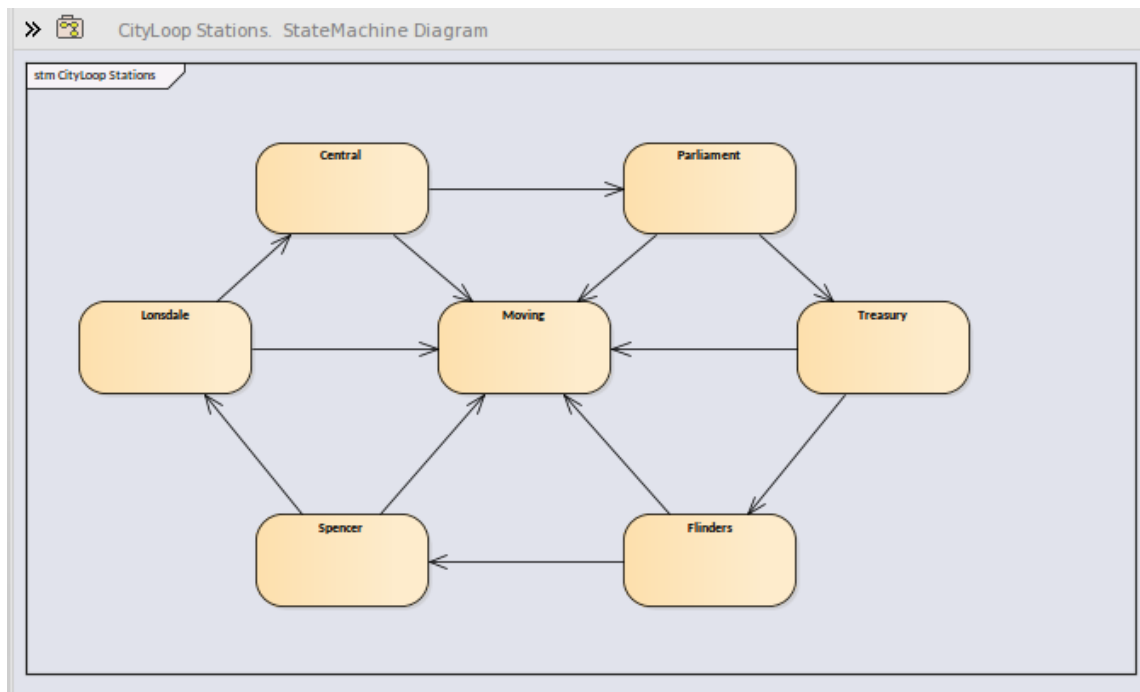 CityLoop Stations. StateMachine Diagram
stm CityLoop Stations
Central
Parliament
Lonsdale
Moving
Treasury
Spencer
Flinders